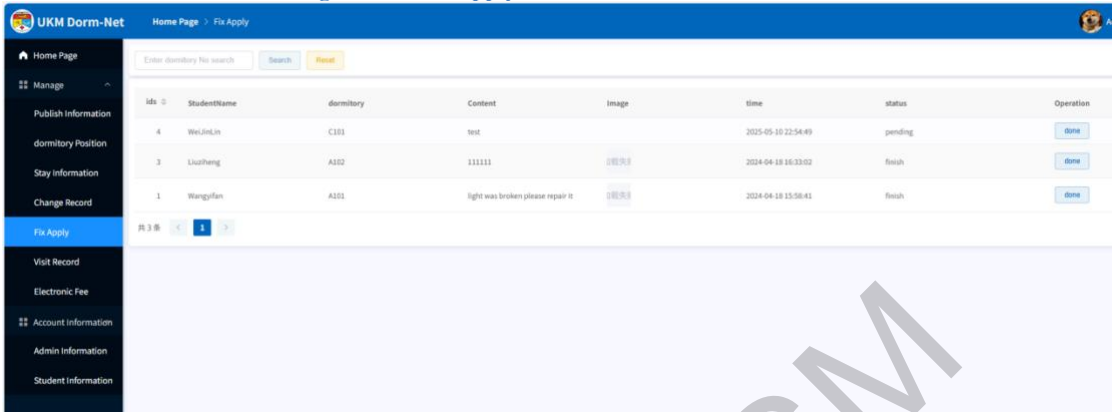 UKM Dorm-Net Home Page > Fix Apply
Home Page
Enter dormitory No search Search Reset
Manage
ids StudentName dormitory Content Image time status Operation
Publish Information
4 WeiJinLin C101 test 2025-05-10 22:54:49 pending done
dormitory Position
3 Liuziheng A102 111111 2024-04-18 16:33:02 finish done
Stay Information
1 Wangyifan A101 light was broken please repair it 2024-04-18 15:58:41 finish done
Change Record
共 3 条 < 1 >
Fix Apply
Visit Record
Electronic Fee
Account Information
Admin Information
Student Information